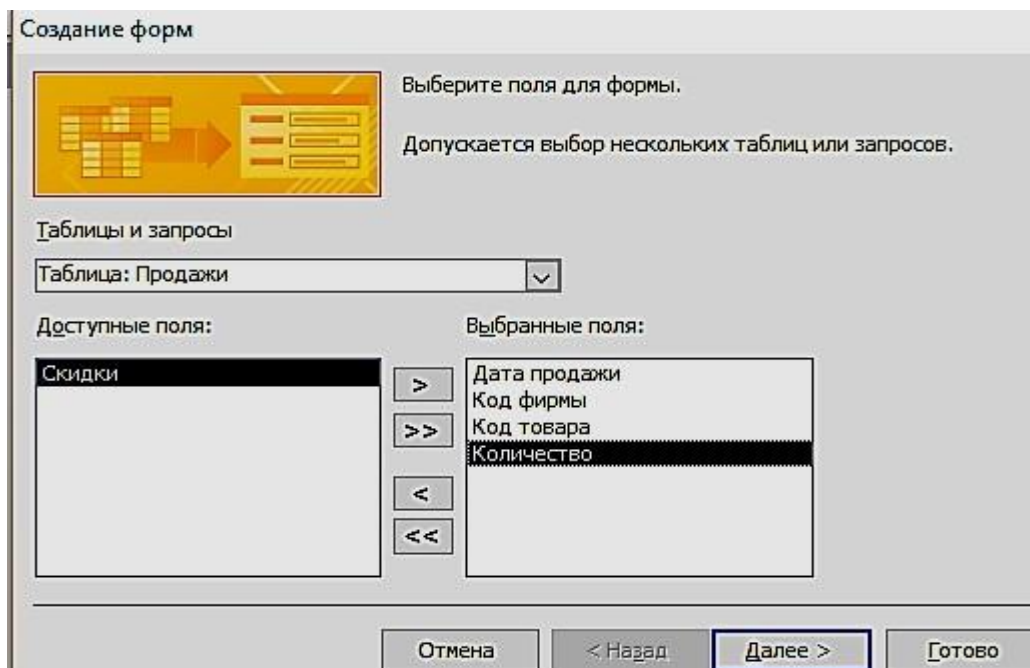 Создание форм
Выберите поля для формы.
Допускается выбор нескольких таблиц или запросов.
Таблицы и запросы
Таблица: Продажи
Доступные поля:
Выбранные поля:
Скидки
Дата продажи
Код фирмы
Код товара
Количество
>
>>
<
<<
Отмена
< Назад
Далее >
Готово